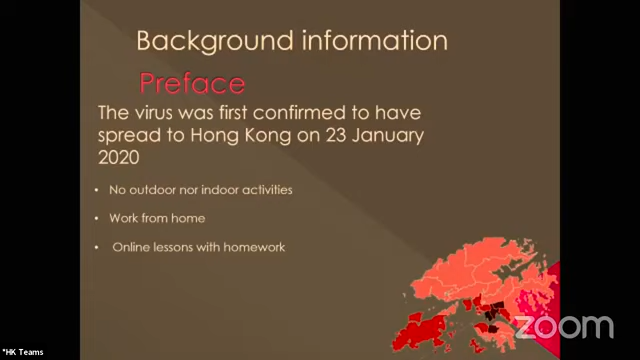 Background information
Preface
The virus was first confirmed to have
spread to Hong Kong on 23 January
2020
• No outdoor nor indoor activities
• Work from home
• Online lessons with homework
zoom
"HK Teams